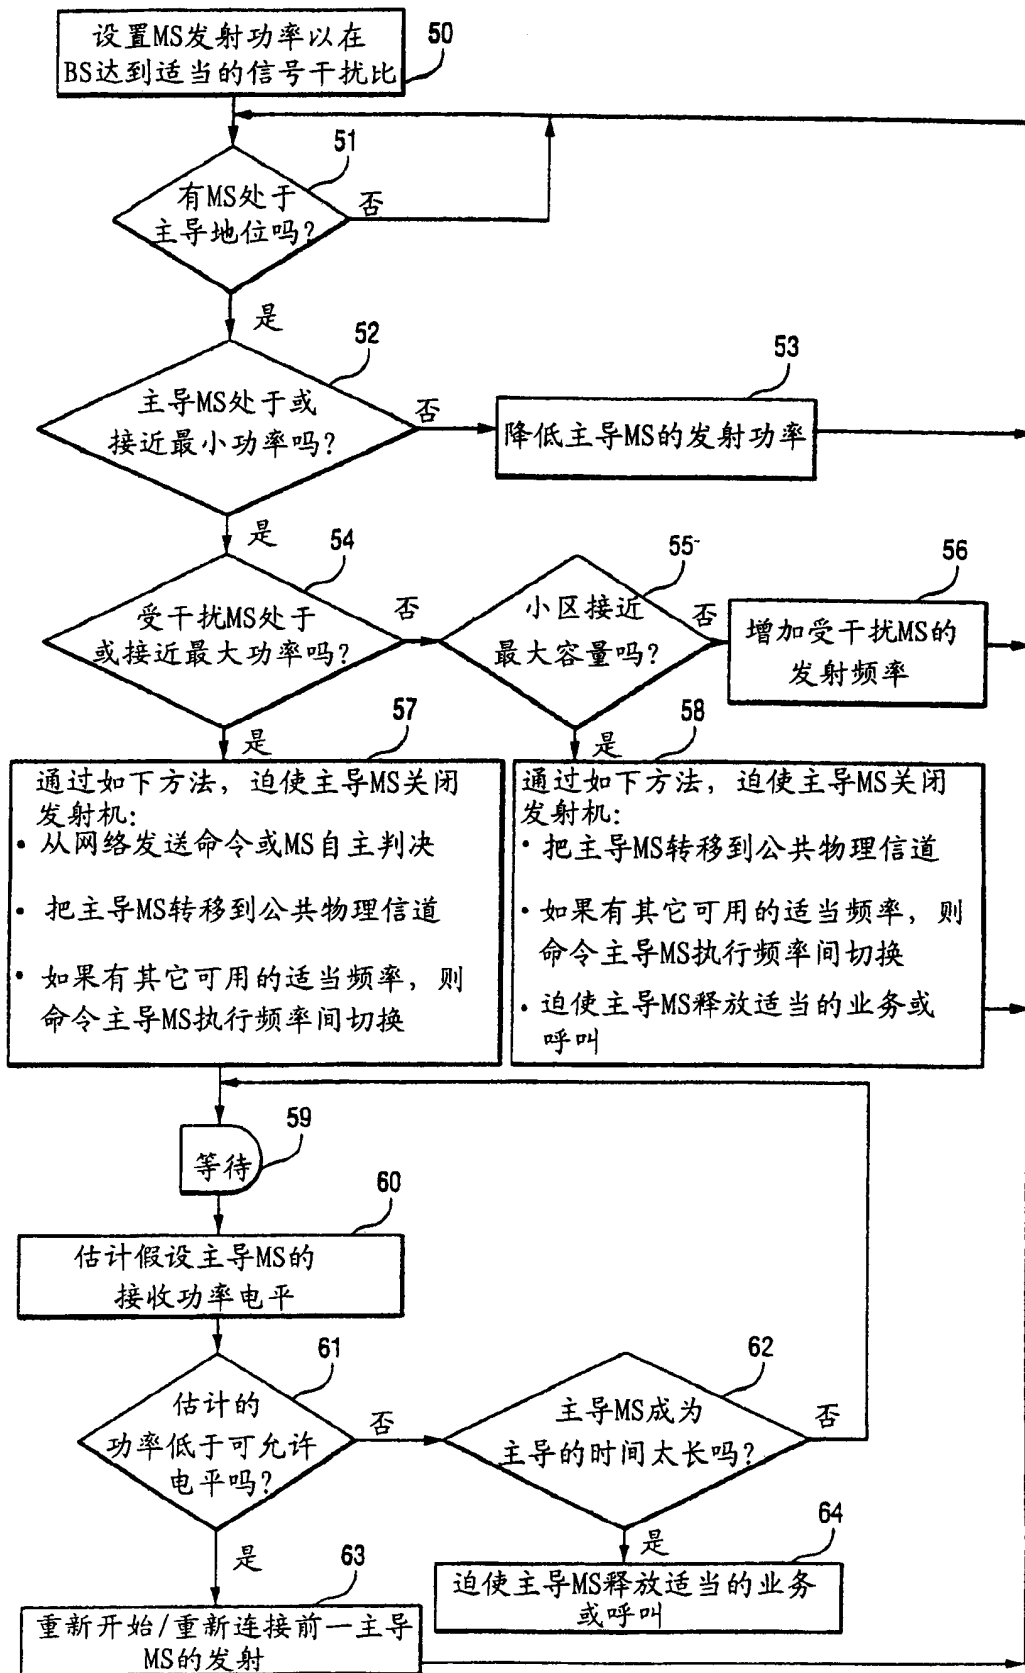 设置MS发射功率以在
BS达到适当的信号干扰比
50
51
有MS处于
主导地位吗?
否
是
52
主导MS处于或
接近最小功率吗?
否
53
降低主导MS的发射功率
是
54
受干扰MS处于
或接近最大功率吗?
否
55
小区接近
最大容量吗?
否
56
增加受干扰MS的
发射频率
是
57
通过如下方法，迫使主导MS关闭
发射机:
• 从网络发送命令或MS自主判决
• 把主导MS转移到公共物理信道
• 如果有其它可用的适当频率，则
命令主导MS执行频率间切换
是
58
通过如下方法，迫使主导MS关闭
发射机:
• 把主导MS转移到公共物理信道
• 如果有其它可用的适当频率，则
命令主导MS执行频率间切换
• 迫使主导MS释放适当的业务或
呼叫
59
等待
60
估计假设主导MS的
接收功率电平
61
估计的
功率低于可允许
电平吗?
否
62
主导MS成为
主导的时间太长吗?
否
是
63
重新开始/重新连接前一主导
MS的发射
是
64
迫使主导MS释放适当的业务
或呼叫